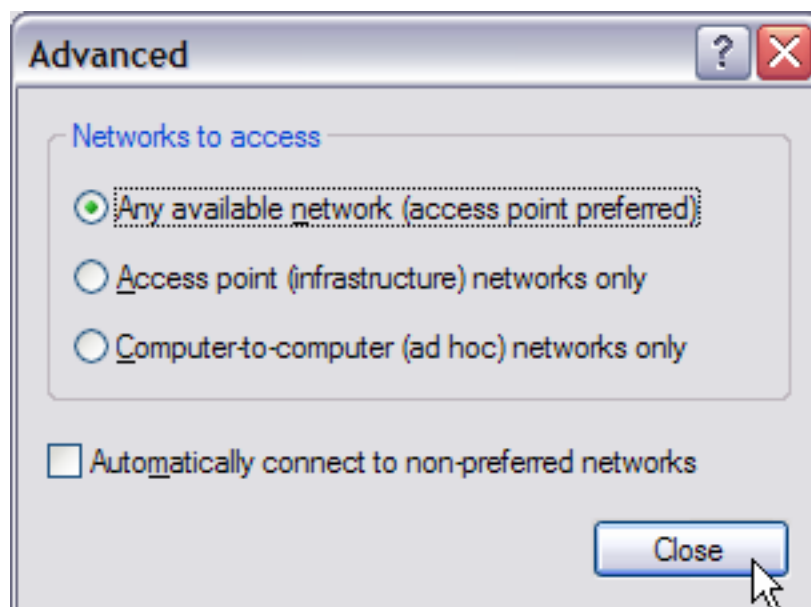 Advanced
?
Networks to access
Any available network (access point preferred)
Access point (infrastructure) networks only
Computer-to-computer (ad hoc) networks only
Automatically connect to non-preferred networks
Close